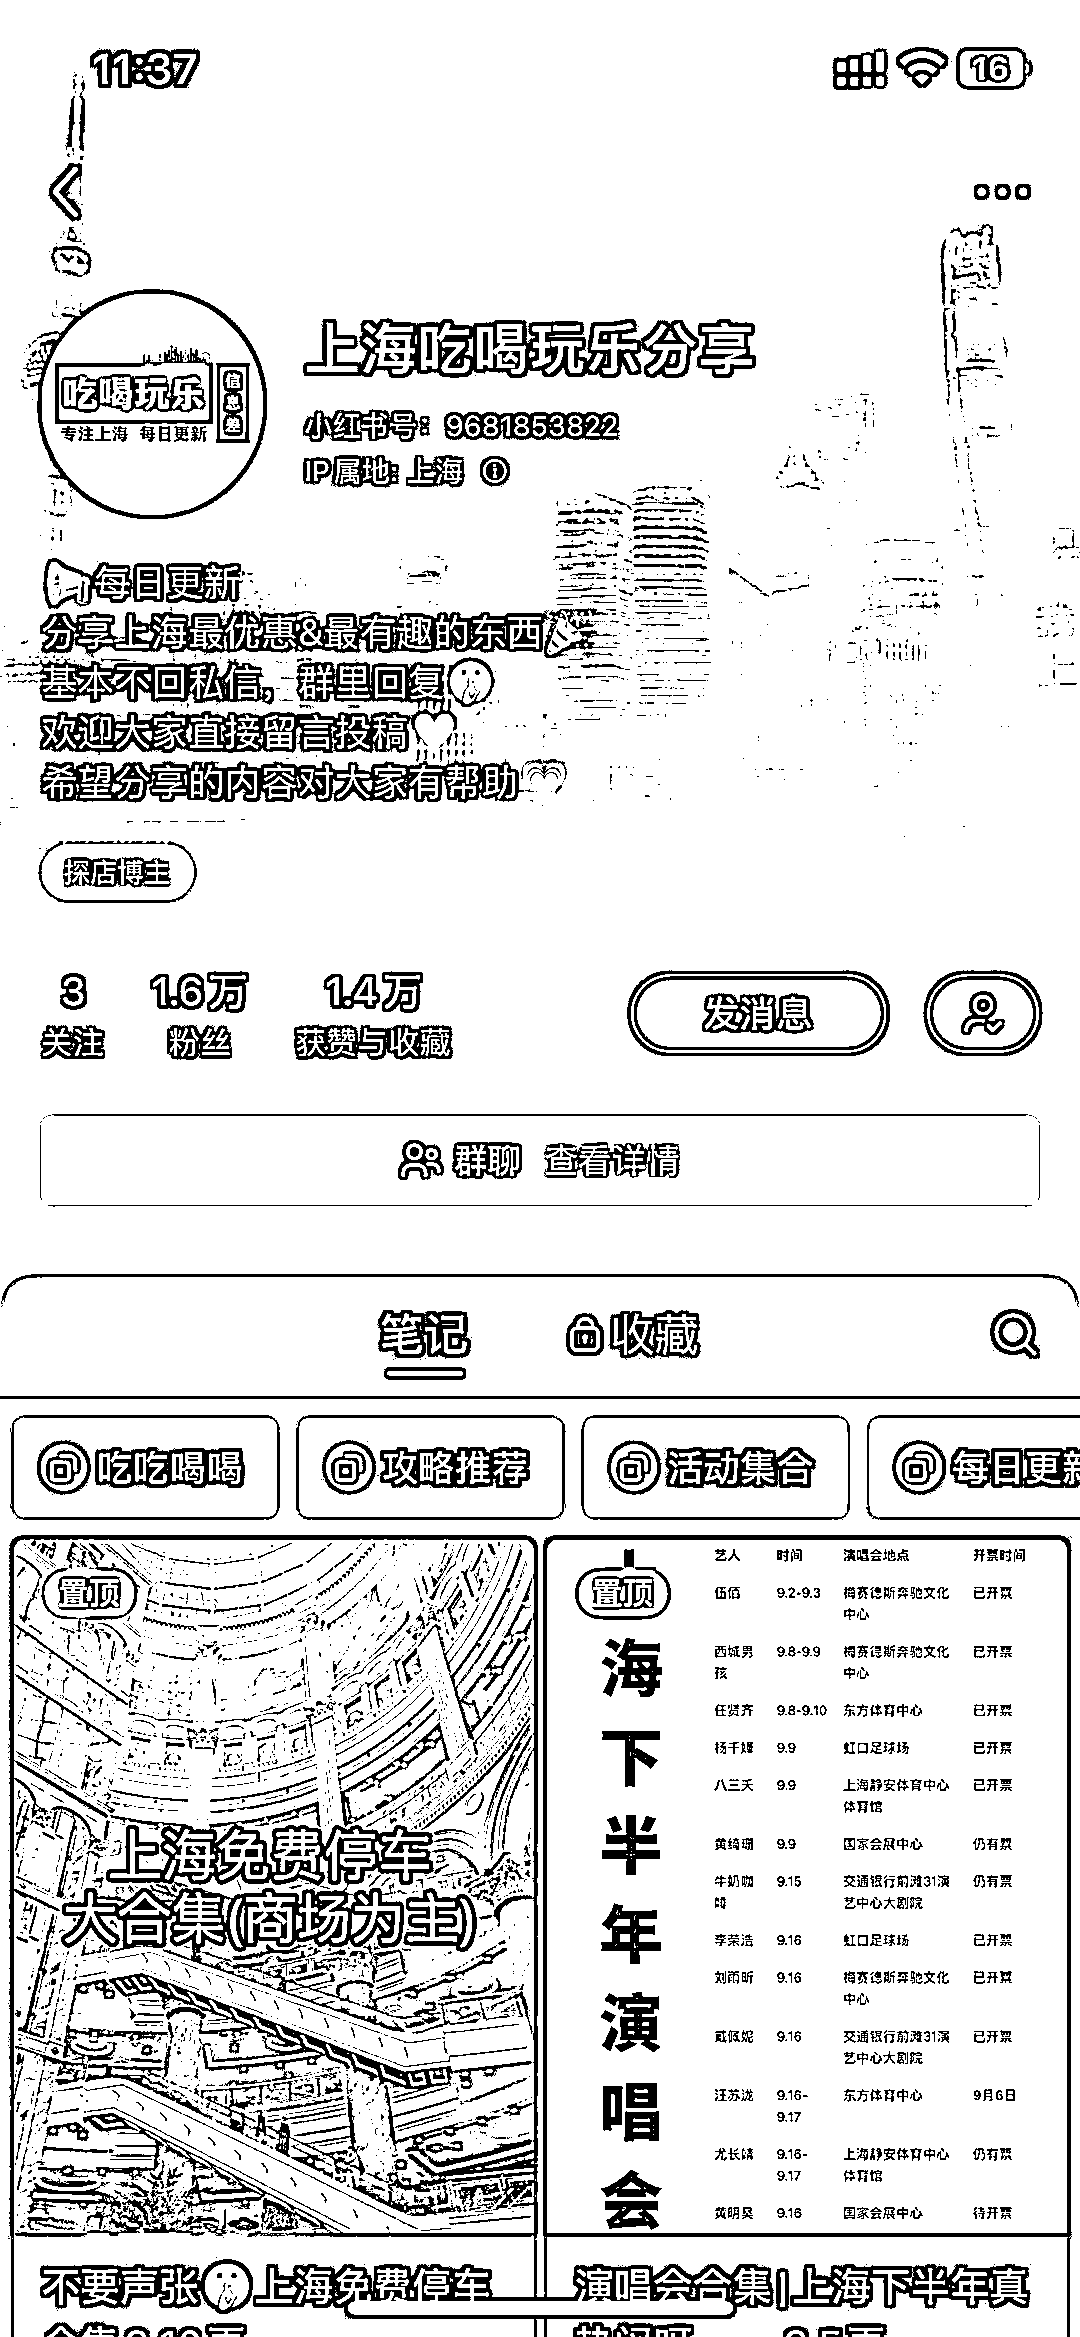 11:37
16
上海吃喝玩乐分享
吃喝玩乐
信息差
专注上海 每日更新
小红书号: 9681853822
IP属地: 上海
每日更新
分享上海最优惠&最有趣的东西
基本不回私信，群里回复
欢迎大家直接留言投稿
希望分享的内容对大家有帮助
探店博主
3 1.6万 1.4万
关注 粉丝 获赞与收藏
发消息
群聊 查看详情
笔记 收藏
吃吃喝喝 攻略推荐 活动集合 每日更新
置顶
上海免费停车
大合集(商场为主)
不要声张 上海免费停车
置顶
海下半年演唱会
艺人 时间 演唱会地点 开票时间
伍佰 9.2-9.3 梅赛德斯奔驰文化中心 已开票
西城男孩 9.8-9.9 梅赛德斯奔驰文化中心 已开票
任贤齐 9.8-9.10 东方体育中心 已开票
杨千嬅 9.9 虹口足球场 已开票
八三夭 9.9 上海静安体育中心体育馆 已开票
黄绮珊 9.9 国家会展中心 仍有票
牛奶咖啡 9.15 交通银行前滩31演艺中心大剧院 仍有票
李荣浩 9.16 虹口足球场 已开票
刘雨昕 9.16 梅赛德斯奔驰文化中心 已开票
戴佩妮 9.16 交通银行前滩31演艺中心大剧院 已开票
汪苏泷 9.16-9.17 东方体育中心 9月6日
尤长靖 9.16-9.17 上海静安体育中心体育馆 仍有票
黄明昊 9.16 国家会展中心 待开票
演唱会合集|上海下半年真